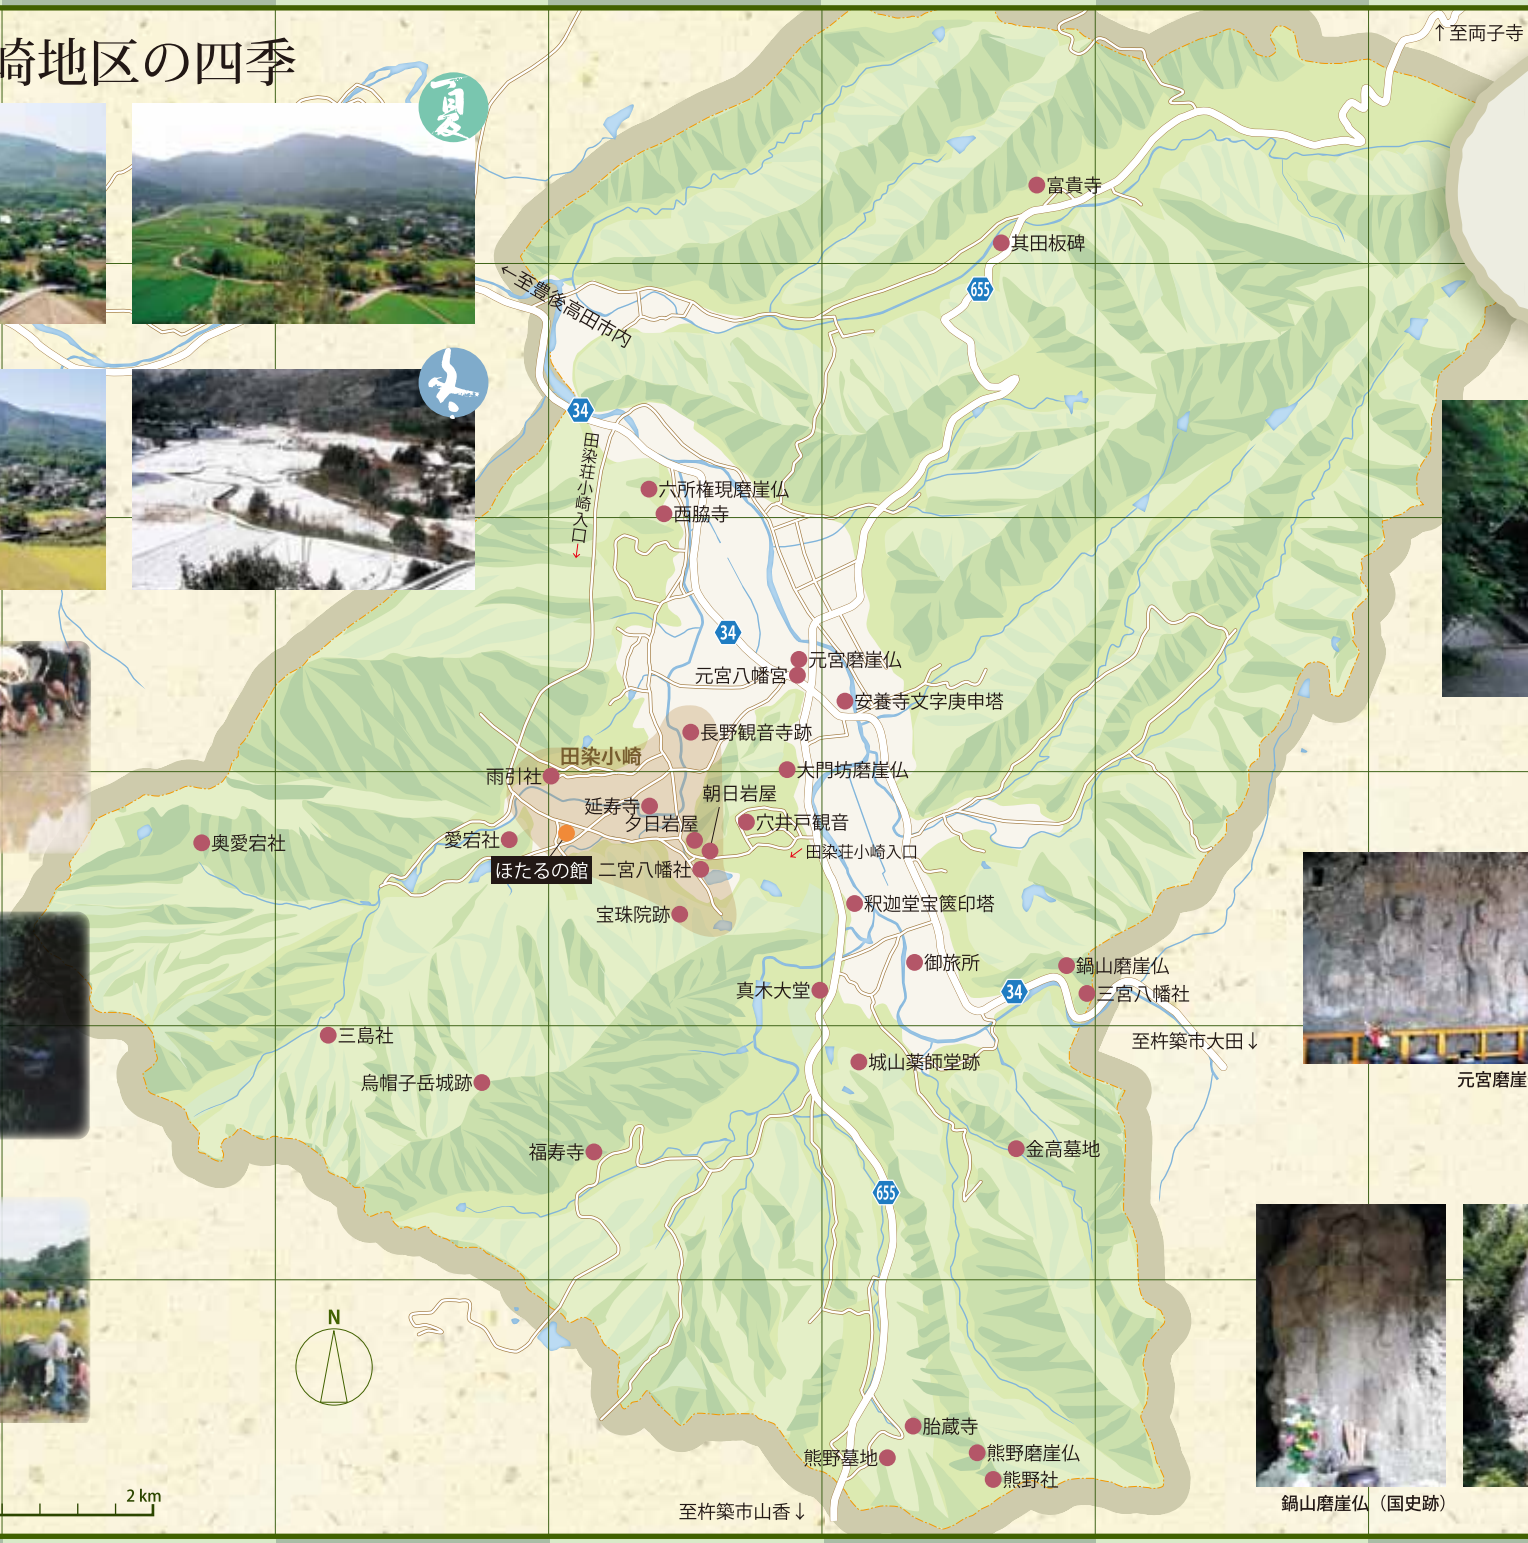 崎地区の四季
夏
冬
↑至両子寺
富貴寺
其田板碑
655
←至豊後高田市内
34
田染荘小崎入口
→
六所権現磨崖仏
西脇寺
34
元宮磨崖仏
元宮八幡宮
安養寺文字庚申塔
長野観音寺跡
田染小崎
雨引社
大門坊磨崖仏
朝日岩屋
延寿寺
夕日岩屋
穴井戸観音
奥愛宕社
愛宕社
←田染荘小崎入口
ほたるの館
二宮八幡社
釈迦堂宝篋印塔
宝珠院跡
御旅所
鍋山磨崖仏
真木大堂
34
三宮八幡社
三島社
至杵築市大田↓
城山薬師堂跡
烏帽子岳城跡
元宮磨崖
福寿寺
金高墓地
655
N
胎蔵寺
熊野墓地
熊野磨崖仏
熊野社
2 km
至杵築市山香↓
鍋山磨崖仏（国史跡）